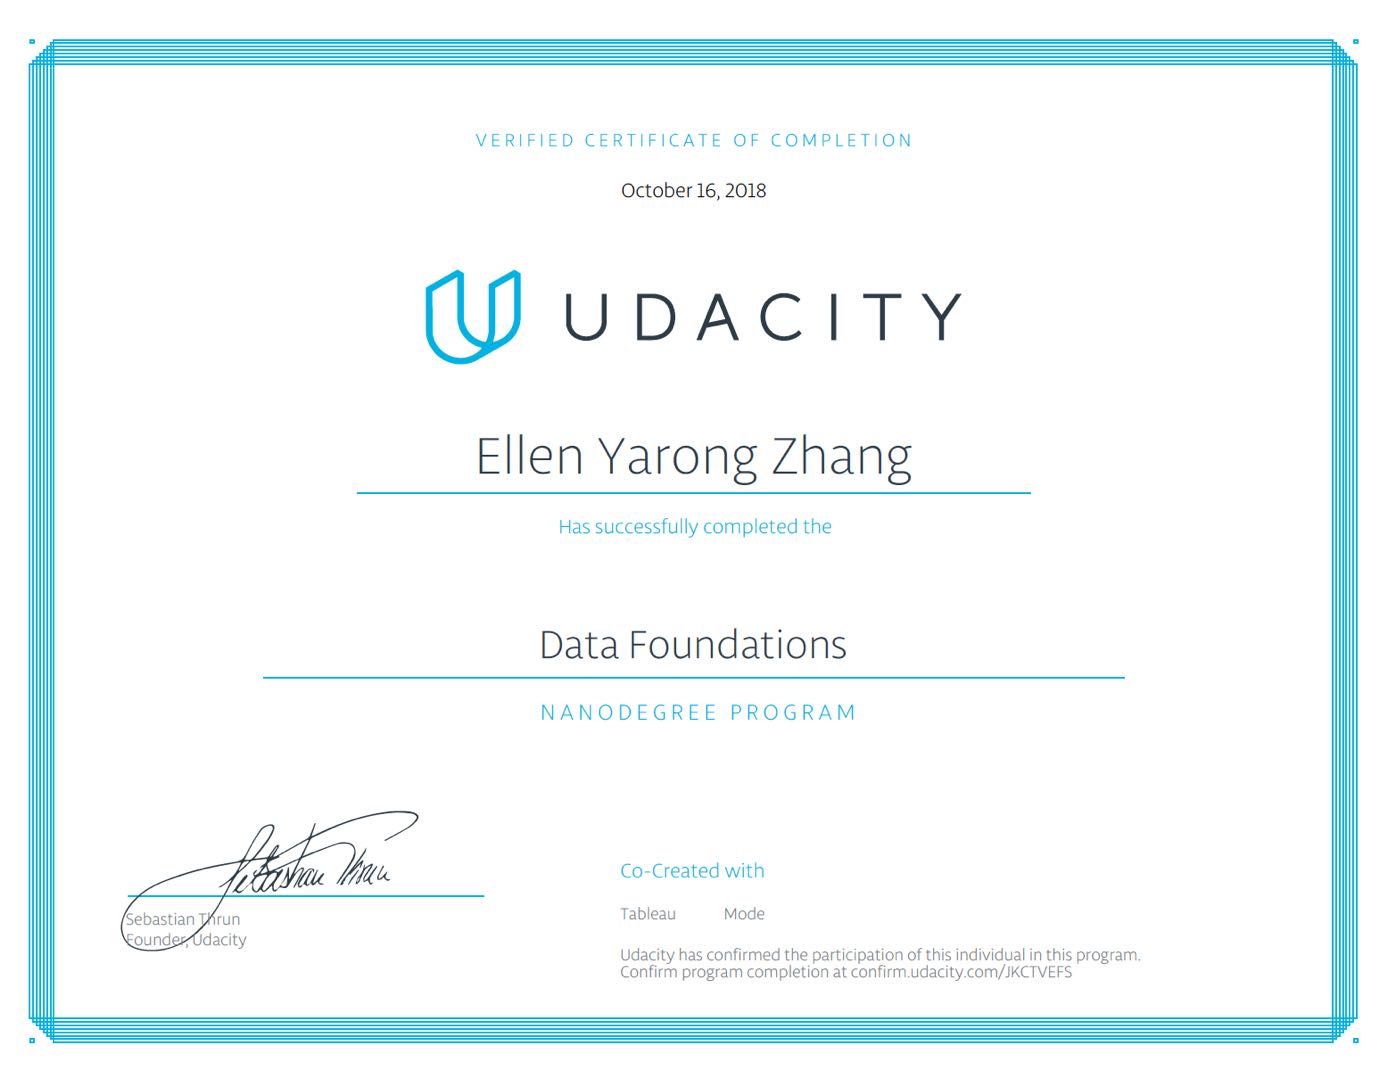 VERIFIED CERTIFICATE OF COMPLETION
October 16, 2018
UDACITY
Ellen Yarong Zhang
Has successfully completed the
Data Foundations
NANODEGREE PROGRAM
Sebastian Thrun
Sebastian Thrun
Founder, Udacity
Co-Created with
Tableau Mode
Udacity has confirmed the participation of this individual in this program.
Confirm program completion at confirm.udacity.com/JKCTVEFS